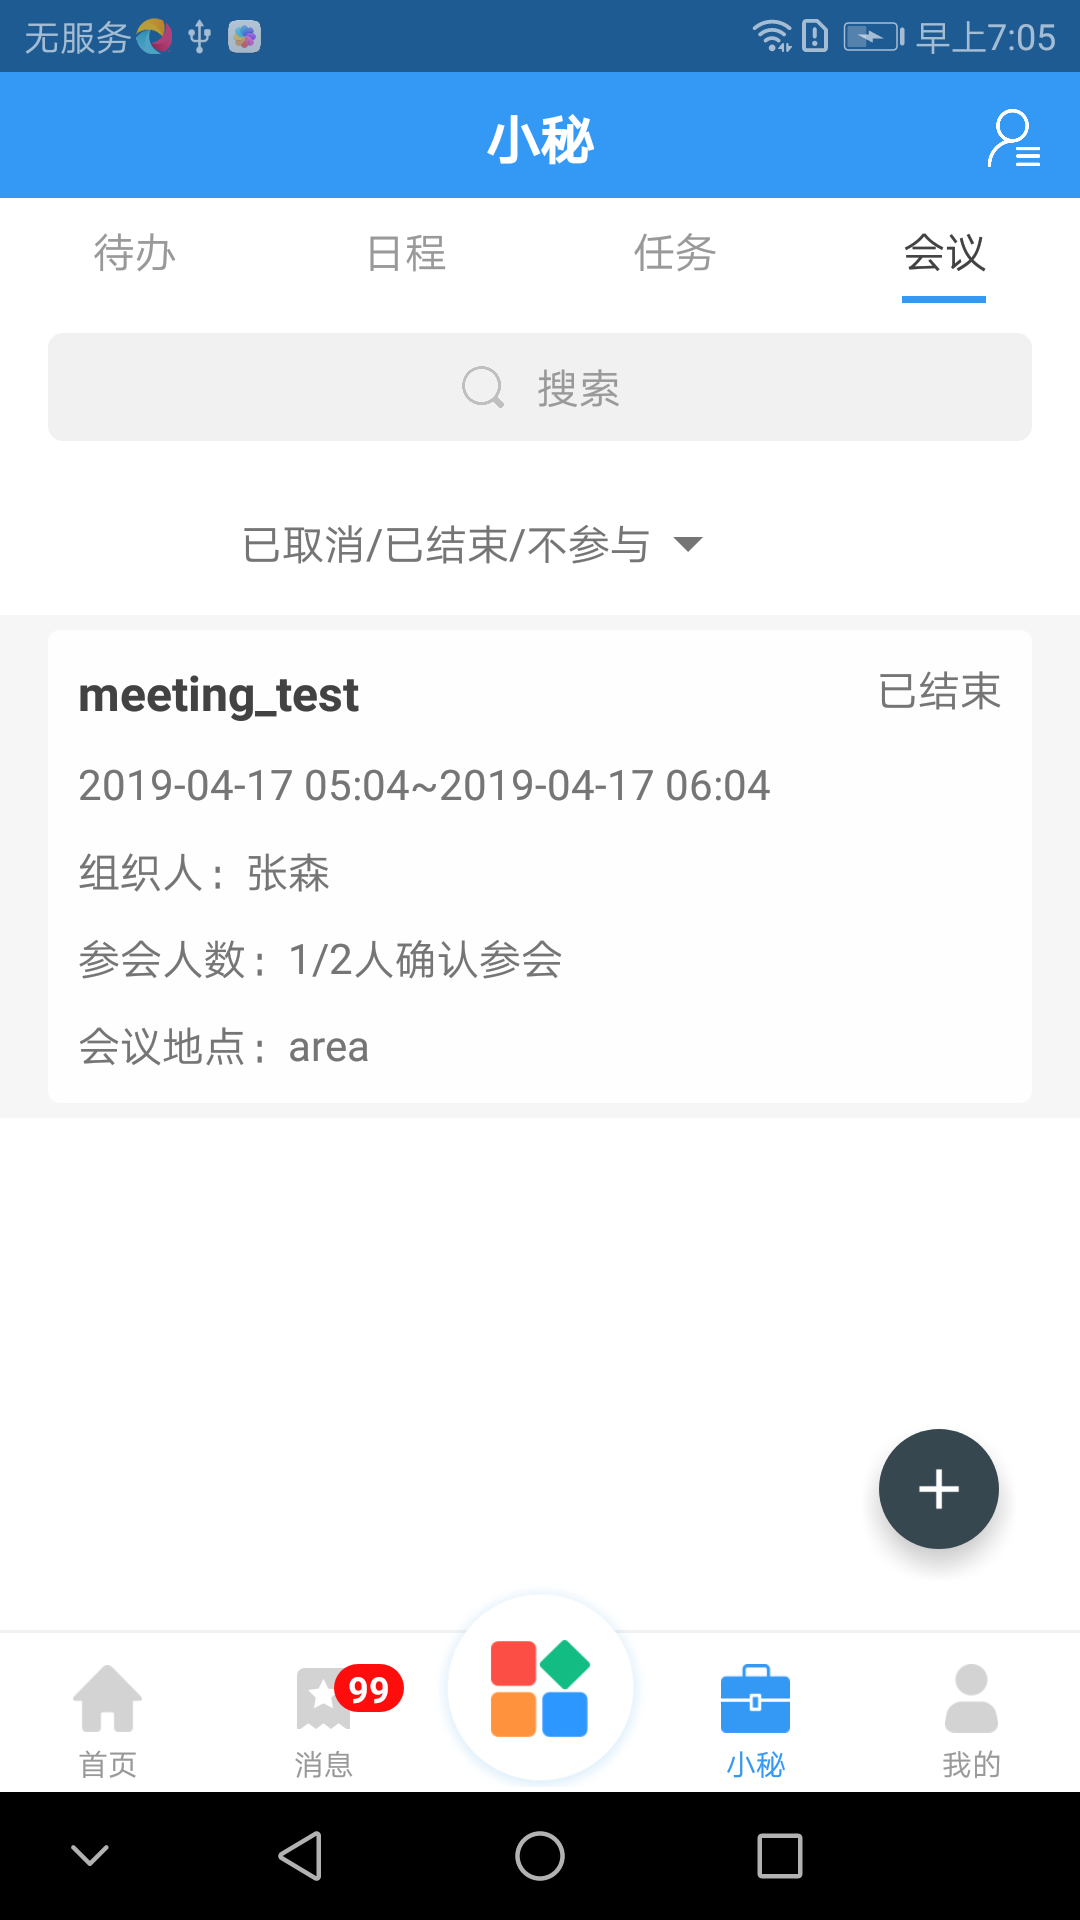 无服务 早上7:05
小秘
待办 日程 任务 会议
搜索
已取消/已结束/不参与
meeting_test 已结束
2019-04-17 05:04~2019-04-17 06:04
组织人：张森
参会人数：1/2人确认参会
会议地点：area
99
首页 消息 小秘 我的